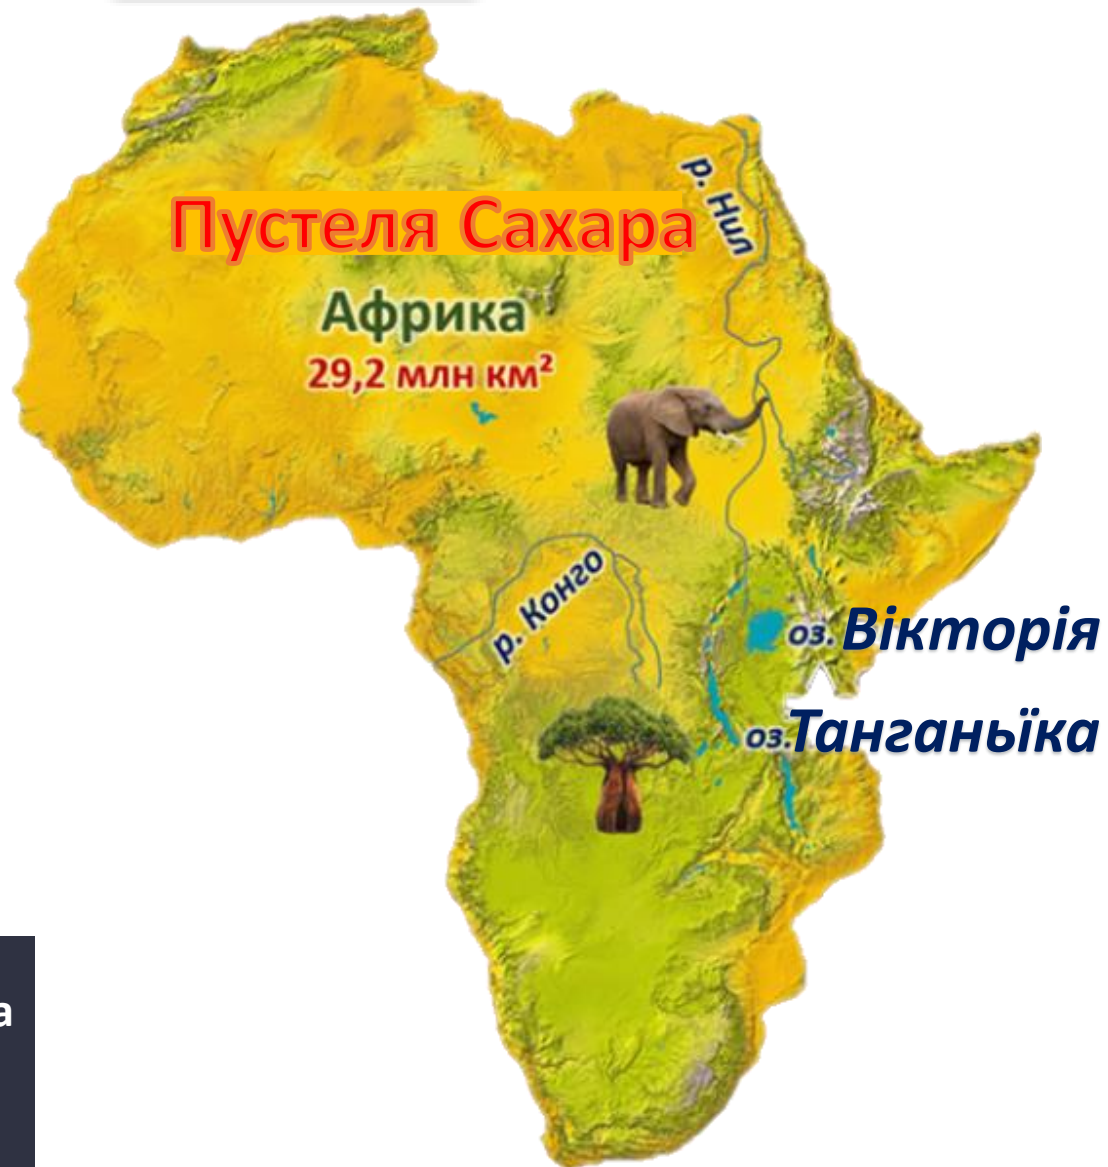 Пустеля Сахара
р. Нил
Африка
29,2 млн км²
р. Конго
оз. Вікторія
оз. Танганьїка
а